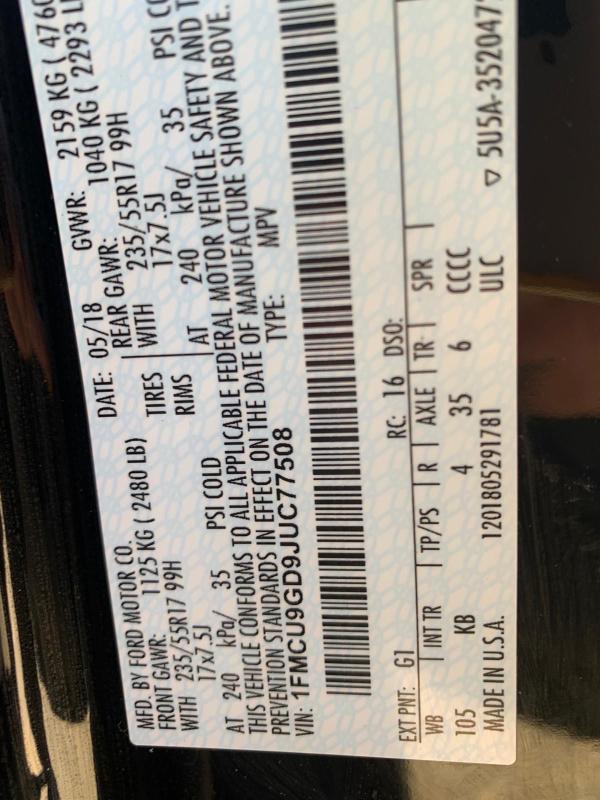 MFD. BY FORD MOTOR CO.
DATE: 05/18 GVWR: 2159 KG ( 4760
FRONT GAWR: 1125 KG ( 2480 LB)
REAR GAWR: 1040 KG ( 2293 L
WITH 235/55R17 99H TIRES WITH 235/55R17 99H
17x7.5J RIMS 17x7.5J
AT 240 kPa/ 35 PSI COLD AT 240 kPa/ 35 PSI CO
THIS VEHICLE CONFORMS TO ALL APPLICABLE FEDERAL MOTOR VEHICLE SAFETY AND T
PREVENTION STANDARDS IN EFFECT ON THE DATE OF MANUFACTURE SHOWN ABOVE.
VIN: 1FMCU9GD9JUC77508 TYPE: MPV
EXT PNT: G1 RC: 16 DSO:
WB INT TR TP/PS R AXLE TR SPR
105 KB 4 35 6 CCCC
MADE IN U.S.A. 1201805291781 ULC ▽ 5U5A-3520472